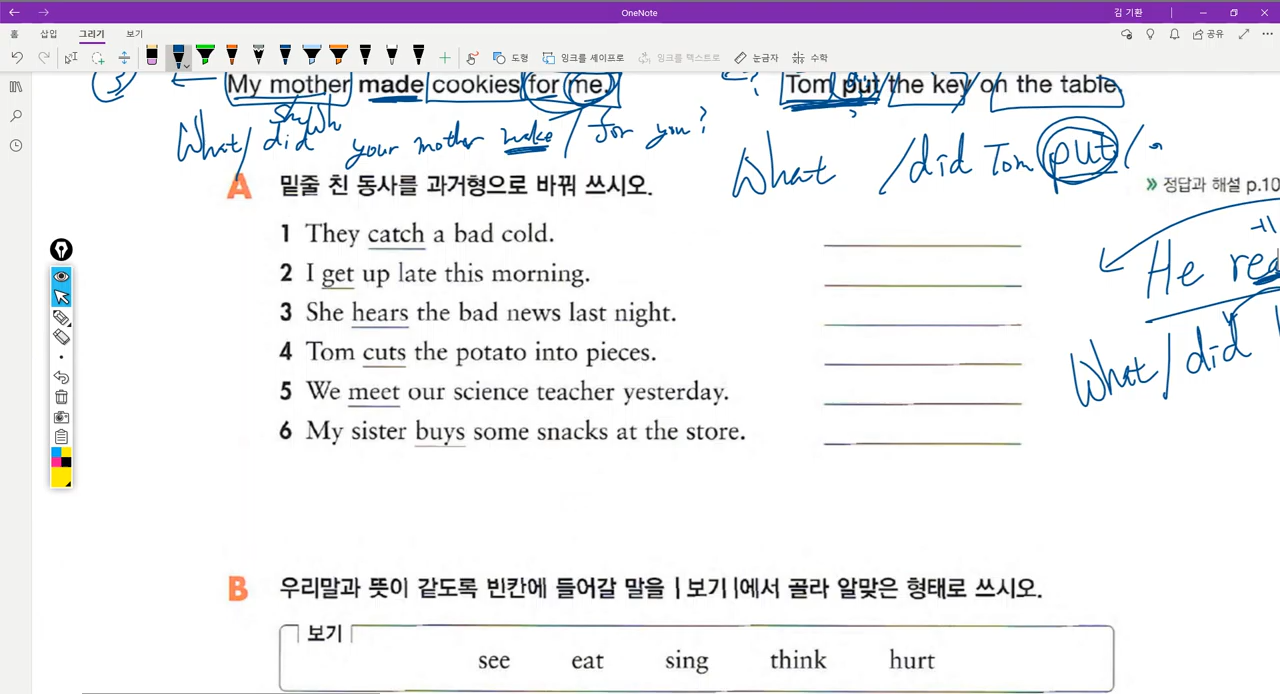 OneNote
김 기환
홈 삽입 그리기 보기
공유
도형 잉크를 셰이프로 잉크를 텍스트로 눈금자 수학
My mother made cookies for me. Tom put the key on the table.
What / did your mother make / for you?
What / did Tom put / ?
A 밑줄 친 동사를 과거형으로 바꿔 쓰시오.
» 정답과 해설 p.10
1 They catch a bad cold.
2 I get up late this morning.
3 She hears the bad news last night.
4 Tom cuts the potato into pieces.
5 We meet our science teacher yesterday.
6 My sister buys some snacks at the store.
He
What / did
B 우리말과 뜻이 같도록 빈칸에 들어갈 말을 |보기|에서 골라 알맞은 형태로 쓰시오.
보기
see eat sing think hurt